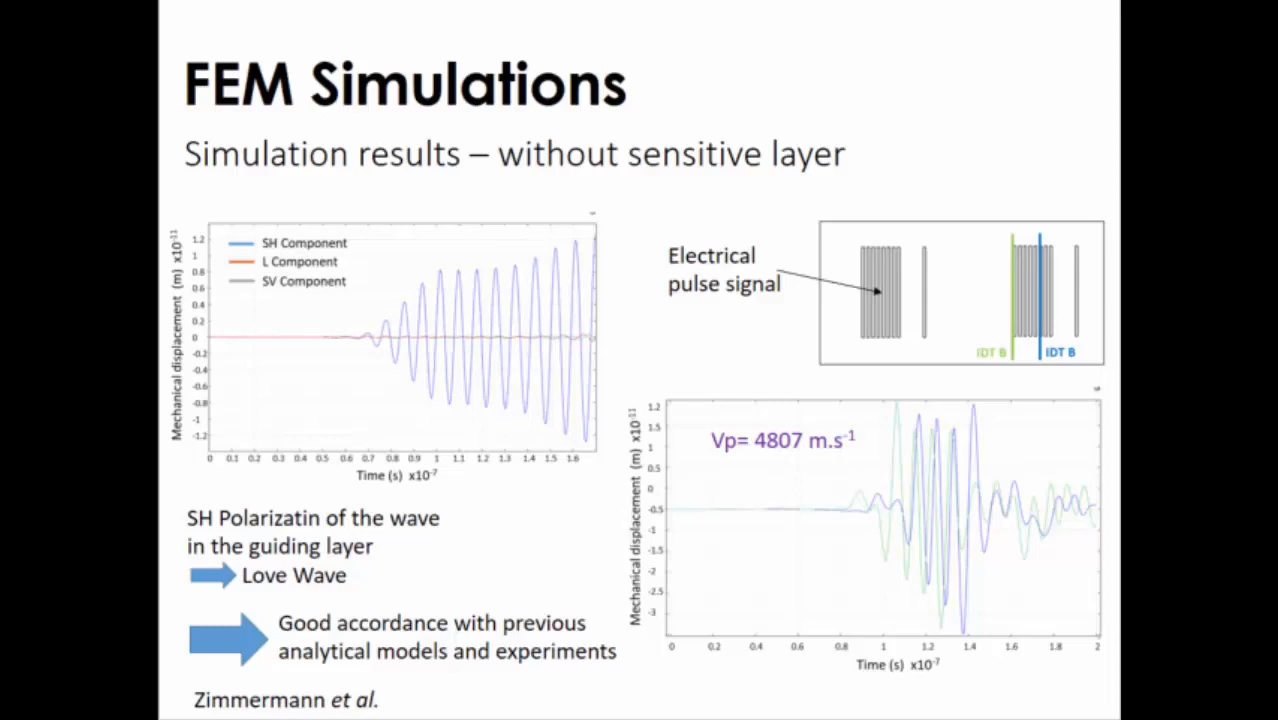 FEM Simulations
Simulation results – without sensitive layer
SH Component
L Component
SV Component
Mechanical displacement (m) x10⁻¹¹
1.2
1
0.8
0.6
0.4
0.2
0
-0.2
-0.4
-0.6
-0.8
-1
-1.2
0 0.1 0.2 0.3 0.4 0.5 0.6 0.7 0.8 0.9 1 1.1 1.2 1.3 1.4 1.5 1.6
Time (s) x10⁻⁷
Electrical
pulse signal
IDT B
IDT B
Vp= 4807 m.s⁻¹
Mechanical displacement (m) x10⁻¹¹
1.2
1.5
1
0.5
0
-0.5
-1
-1.5
-2
-2.5
-3
0 0.2 0.4 0.6 0.8 1 1.2 1.4 1.6 1.8 2
Time (s) x10⁻⁷
SH Polarizatin of the wave
in the guiding layer
Love Wave
Good accordance with previous
analytical models and experiments
Zimmermann et al.